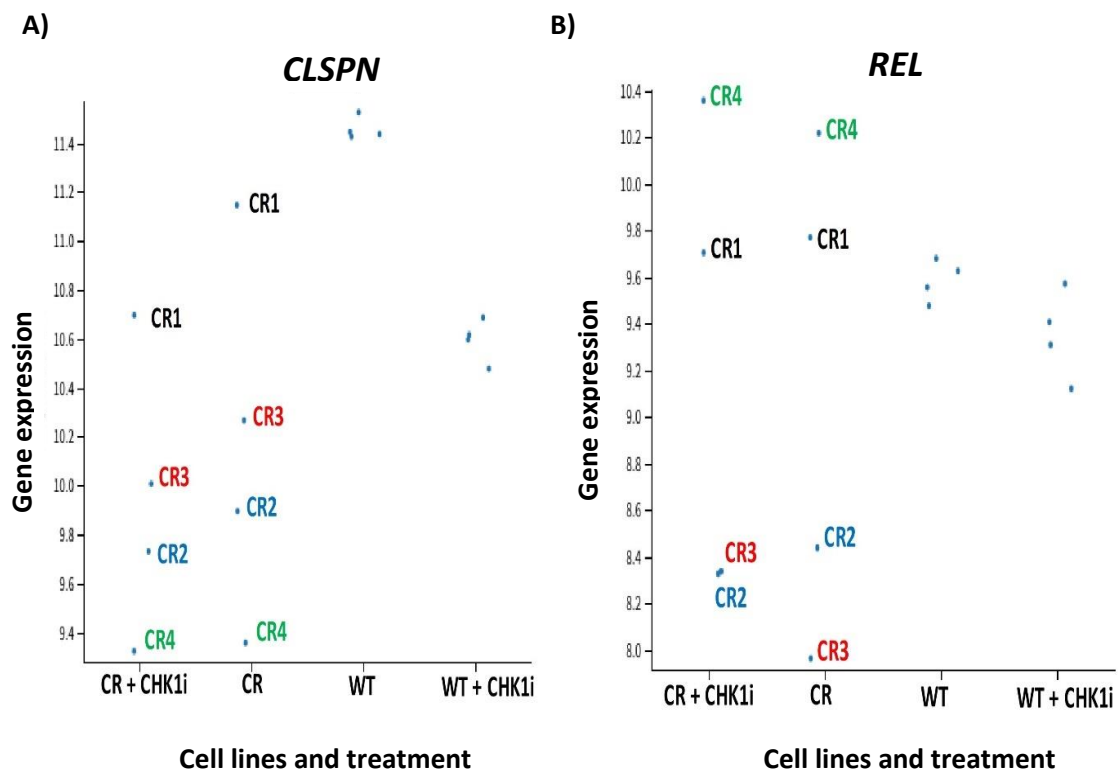 A)
CLSPN
Gene expression
11.4
11.2
11.0
10.8
10.6
10.4
10.2
10.0
9.8
9.6
9.4
CR1
CR1
CR3
CR3
CR2
CR2
CR4
CR4
CR + CHK1i
CR
WT
WT + CHK1i
Cell lines and treatment
B)
REL
Gene expression
10.4
10.2
10.0
9.8
9.6
9.4
9.2
9.0
8.8
8.6
8.4
8.2
8.0
CR4
CR4
CR1
CR1
CR2
CR3
CR2
CR3
CR + CHK1i
CR
WT
WT + CHK1i
Cell lines and treatment